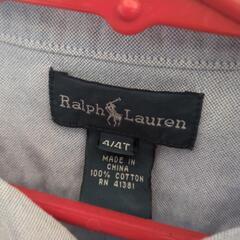 Ralph Lauren
4/4T
MADE IN
CHINA
100% COTTON
RN 41381